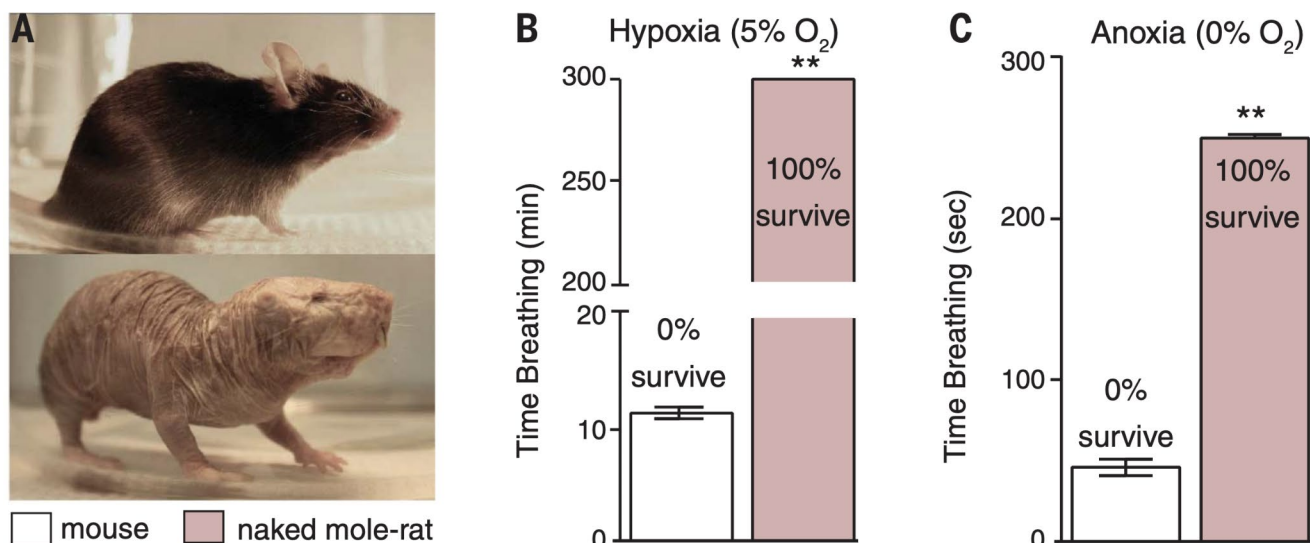 A
mouse
naked mole-rat
B
Hypoxia (5% O₂)
Time Breathing (min)
300
250
200
20
10
0
**
100%
survive
0%
survive
C
Anoxia (0% O₂)
Time Breathing (sec)
300
200
100
0
**
100%
survive
0%
survive